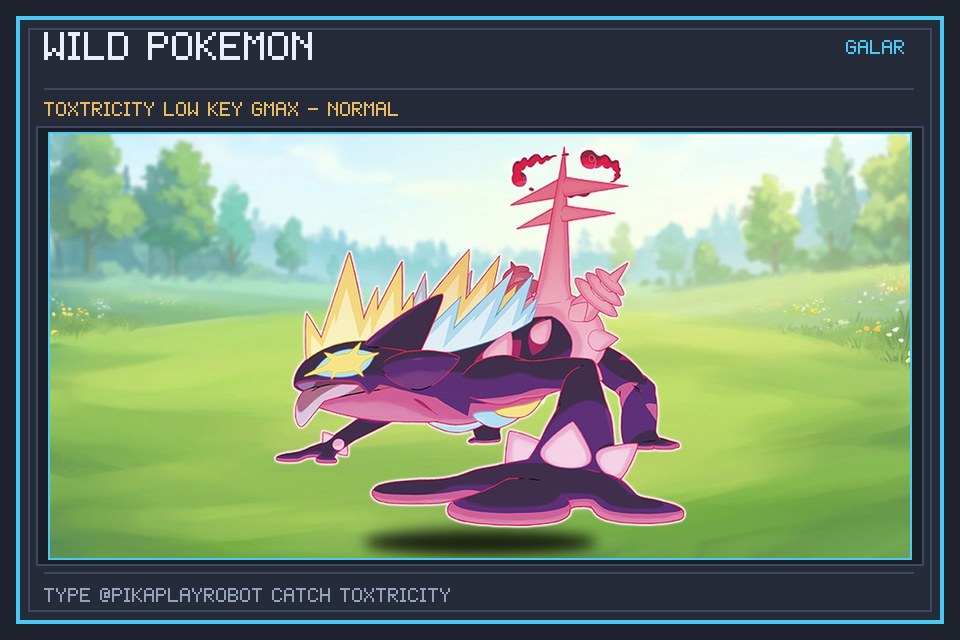 WILD POKEMON
GALAR
TOXTRICITY LOW KEY GMAX - NORMAL
TYPE @PIKAPLAYROBOT CATCH TOXTRICITY